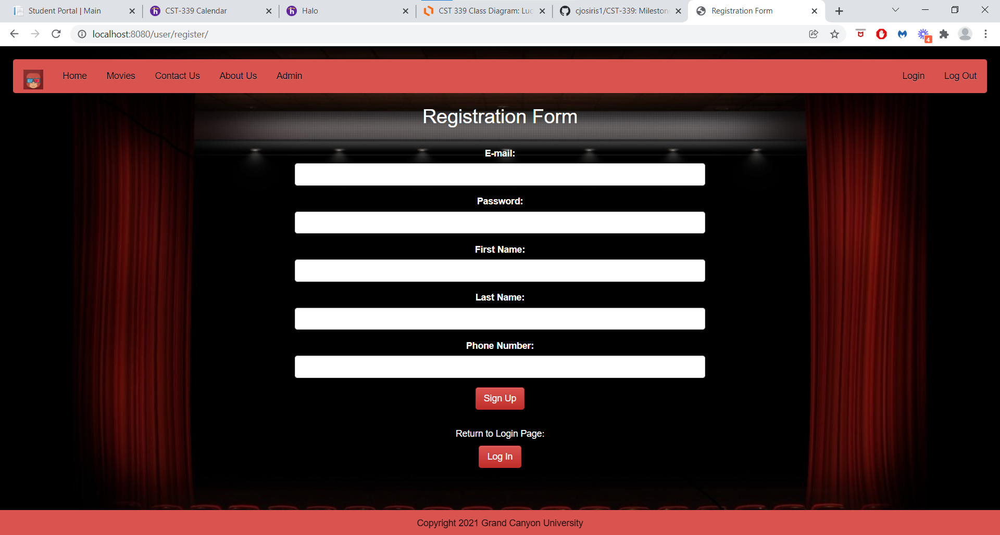 Student Portal | Main
CST-339 Calendar
Halo
CST 339 Class Diagram: Luc
cjosiris1/CST-339: Mileston
Registration Form
localhost:8080/user/register/
4
Home
Movies
Contact Us
About Us
Admin
Login
Log Out
Registration Form
E-mail:
Password:
First Name:
Last Name:
Phone Number:
Sign Up
Return to Login Page:
Log In
Copyright 2021 Grand Canyon University